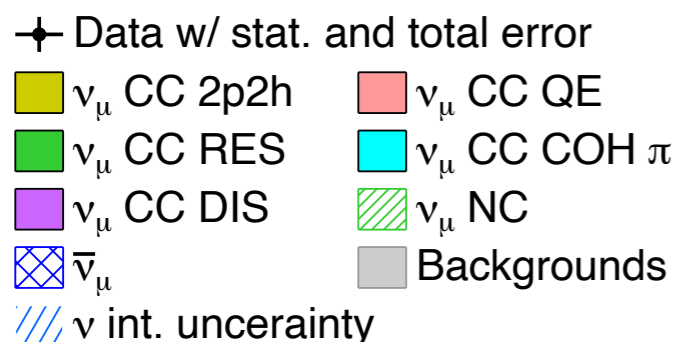 Data w/ stat. and total error
ν_μ CC 2p2h
ν_μ CC QE
ν_μ CC RES
ν_μ CC COH π
ν_μ CC DIS
ν_μ NC
ν̅_μ
Backgrounds
ν int. uncerainty